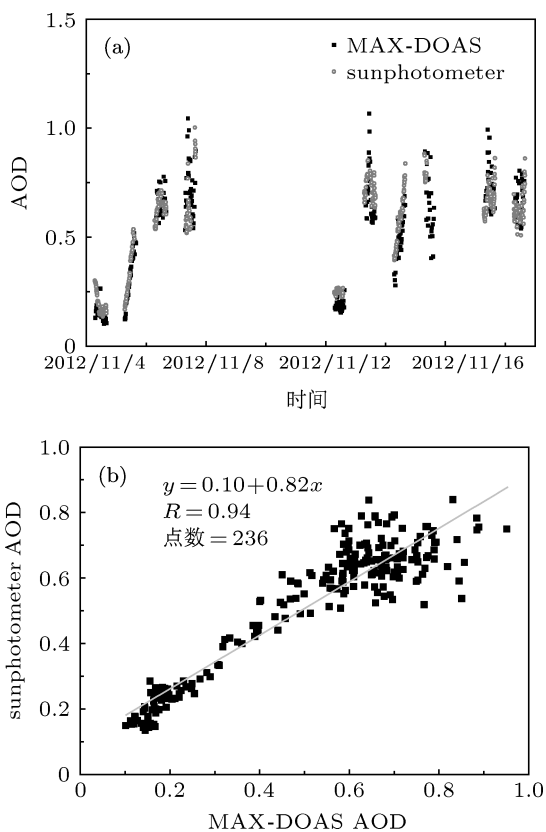 1.5
(a)
MAX-DOAS
sunphotometer
1.0
AOD
0.5
0
2012/11/4 2012/11/8 2012/11/12 2012/11/16
时间
1.0
(b)
y=0.10+0.82x
R=0.94
点数=236
0.8
sunphotometer AOD
0.6
0.4
0.2
0
0 0.2 0.4 0.6 0.8 1.0
MAX-DOAS AOD